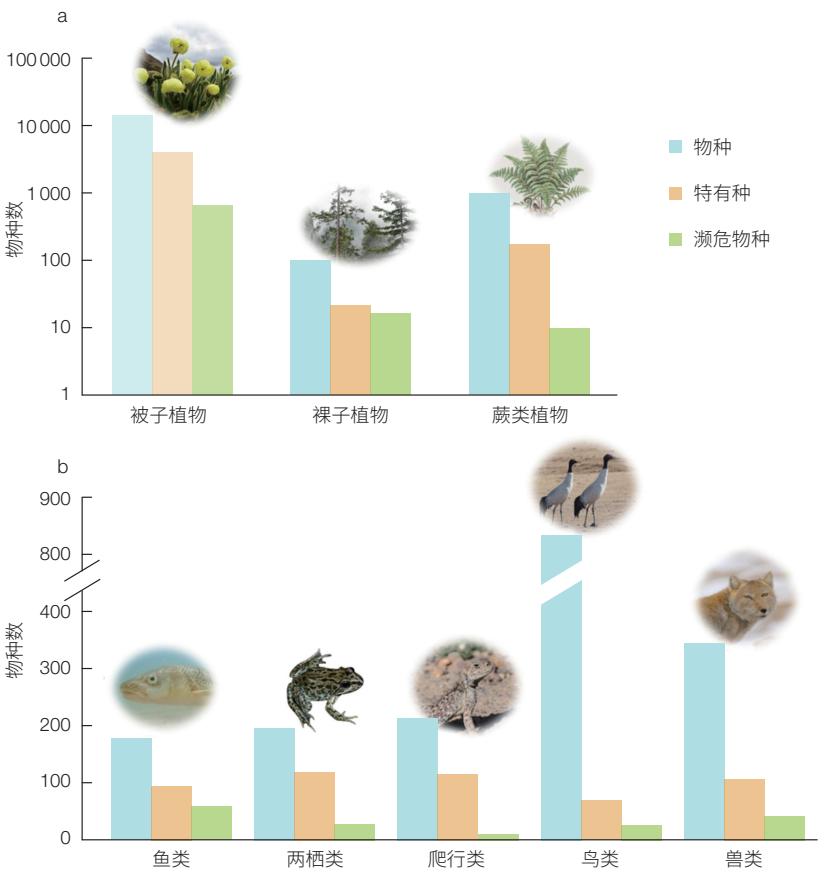 a
100 000
10 000
1 000
100
10
1
物种数
被子植物
裸子植物
蕨类植物
物种
特有种
濒危物种
b
900
800
400
300
200
100
0
物种数
鱼类
两栖类
爬行类
鸟类
兽类